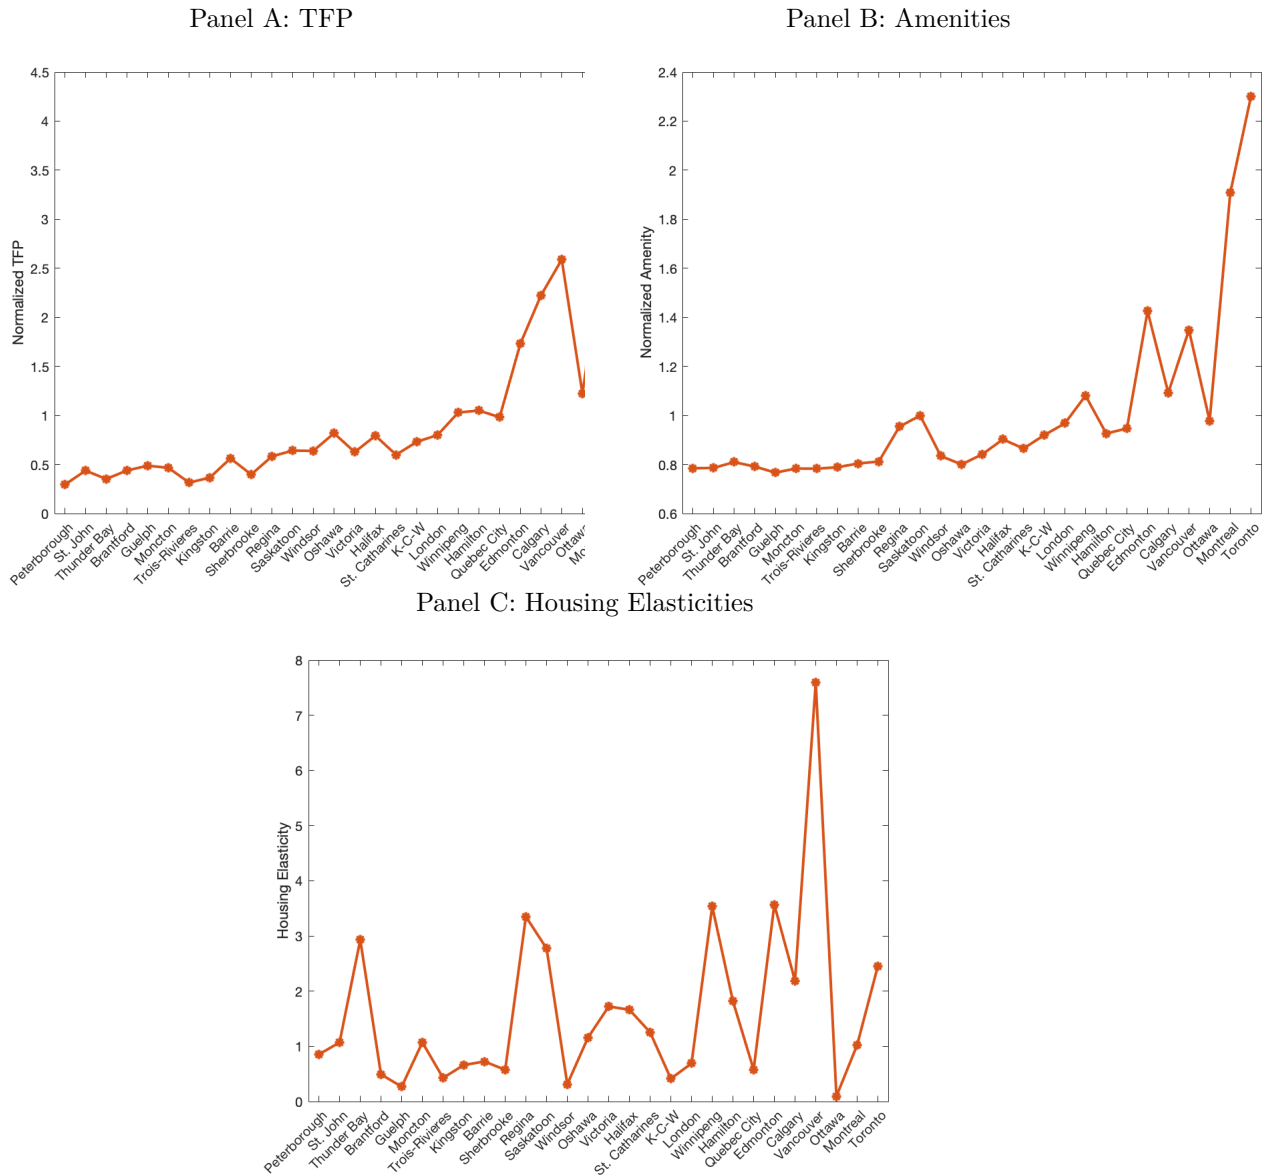 Panel A: TFP
Normalized TFP
4.5
4
3.5
3
2.5
2
1.5
1
0.5
0
Peterborough
St. John
Thunder Bay
Brantford
Guelph
Moncton
Trois-Rivieres
Kingston
Barrie
Sherbrooke
Regina
Saskatoon
Windsor
Oshawa
Victoria
Halifax
St. Catharines
K-C-W
London
Winnipeg
Hamilton
Quebec City
Edmonton
Calgary
Vancouver
Ottawa
Mo
Panel B: Amenities
Normalized Amenity
2.4
2.2
2
1.8
1.6
1.4
1.2
1
0.8
0.6
Peterborough
St. John
Thunder Bay
Brantford
Guelph
Moncton
Trois-Rivieres
Kingston
Barrie
Sherbrooke
Regina
Saskatoon
Windsor
Oshawa
Victoria
Halifax
St. Catharines
K-C-W
London
Winnipeg
Hamilton
Quebec City
Edmonton
Calgary
Vancouver
Ottawa
Montreal
Toronto
Panel C: Housing Elasticities
Housing Elasticity
8
7
6
5
4
3
2
1
0
Peterborough
St. John
Thunder Bay
Brantford
Guelph
Moncton
Trois-Rivieres
Kingston
Barrie
Sherbrooke
Regina
Saskatoon
Windsor
Oshawa
Victoria
Halifax
St. Catharines
K-C-W
London
Winnipeg
Hamilton
Quebec City
Edmonton
Calgary
Vancouver
Ottawa
Montreal
Toronto